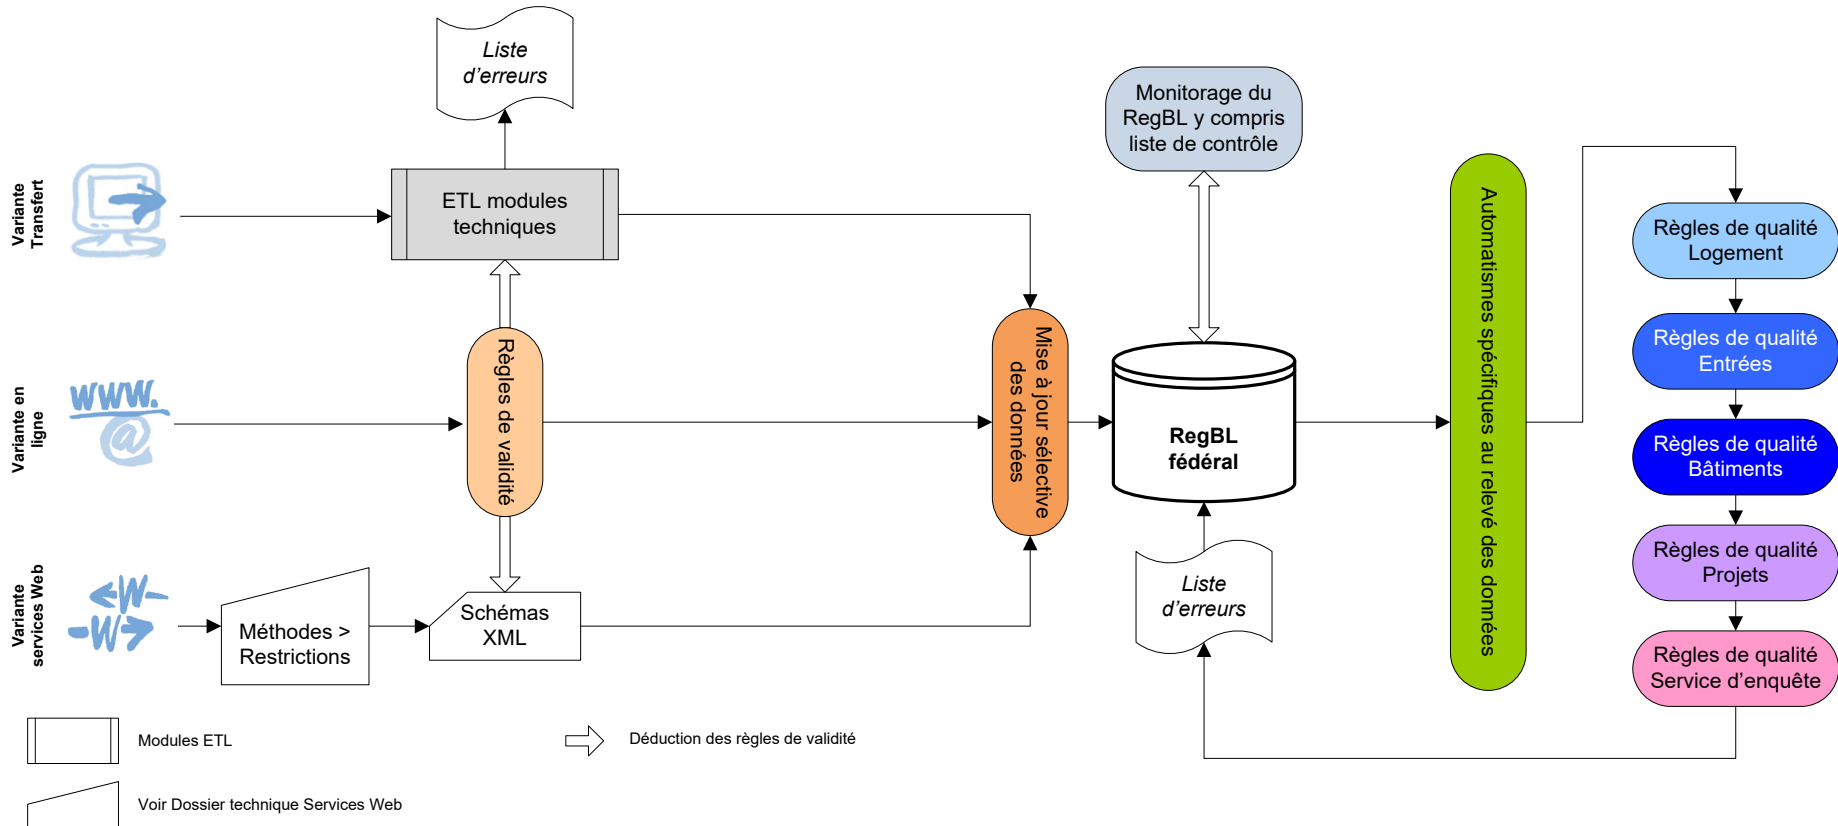 Liste
d'erreurs
Monitorage du
RegBL y compris
liste de contrôle
Variante
Transfert
ETL modules
techniques
Automatismes spécifiques au relevé des données
Règles de qualité
Logement
Règles de qualité
Entrées
Règles de qualité
Bâtiments
Règles de qualité
Projets
Règles de qualité
Service d'enquête
Variante en
ligne
www.
@
Règles de validité
Mise à jour sélective
des données
RegBL
fédéral
Variante
services Web
W
W
Méthodes >
Restrictions
Schémas
XML
Liste
d'erreurs
Modules ETL
Déduction des règles de validité
Voir Dossier technique Services Web